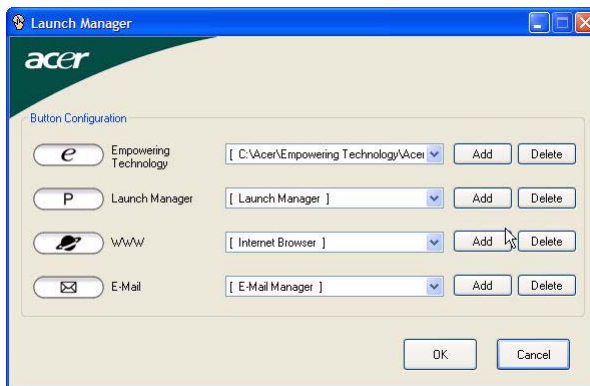 Launch Manager
acer
Button Configuration
e Empowering Technology [ C:\Acer\Empowering Technology\Acer Add Delete
P Launch Manager [ Launch Manager ] Add Delete
WWW [ Internet Browser ] Add Delete
E-Mail [ E-Mail Manager ] Add Delete
OK Cancel